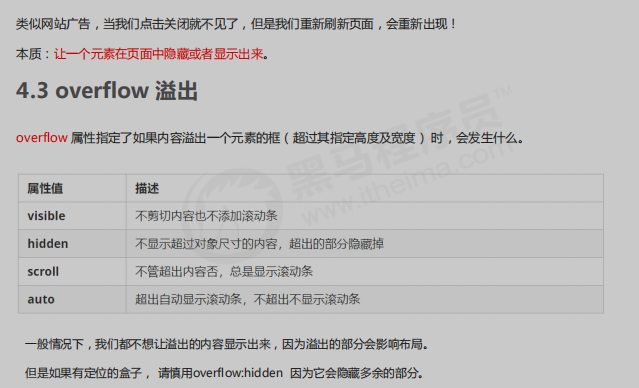 类似网站广告，当我们点击关闭就不见了，但是我们重新刷新页面，会重新出现！
本质：让一个元素在页面中隐藏或者显示出来。
4.3 overflow 溢出
overflow 属性指定了如果内容溢出一个元素的框（超过其指定高度及宽度）时，会发生什么。
属性值 描述
visible 不剪切内容也不添加滚动条
hidden 不显示超过对象尺寸的内容，超出的部分隐藏掉
scroll 不管超出内容否，总是显示滚动条
auto 超出自动显示滚动条，不超出不显示滚动条
一般情况下，我们都不想让溢出的内容显示出来，因为溢出的部分会影响布局。
但是如果有定位的盒子， 请慎用overflow:hidden 因为它会隐藏多余的部分。
黑马程序员™
www.itheima.com